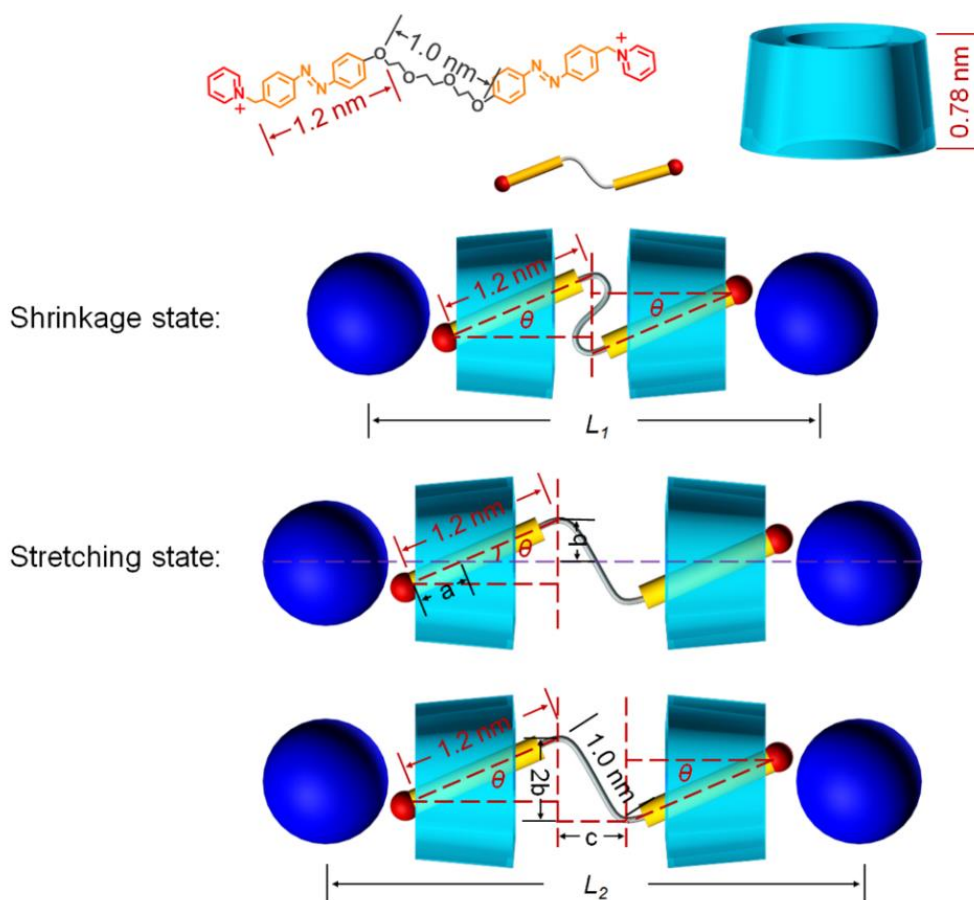 1.0 nm
1.2 nm
0.78 nm
O
N
N
O
O
O
N
N
N
+
N
+
Shrinkage state:
1.2 nm
θ
θ
L₁
Stretching state:
1.2 nm
θ
a
b
1.2 nm
θ
2b
1.0 nm
θ
c
L₂